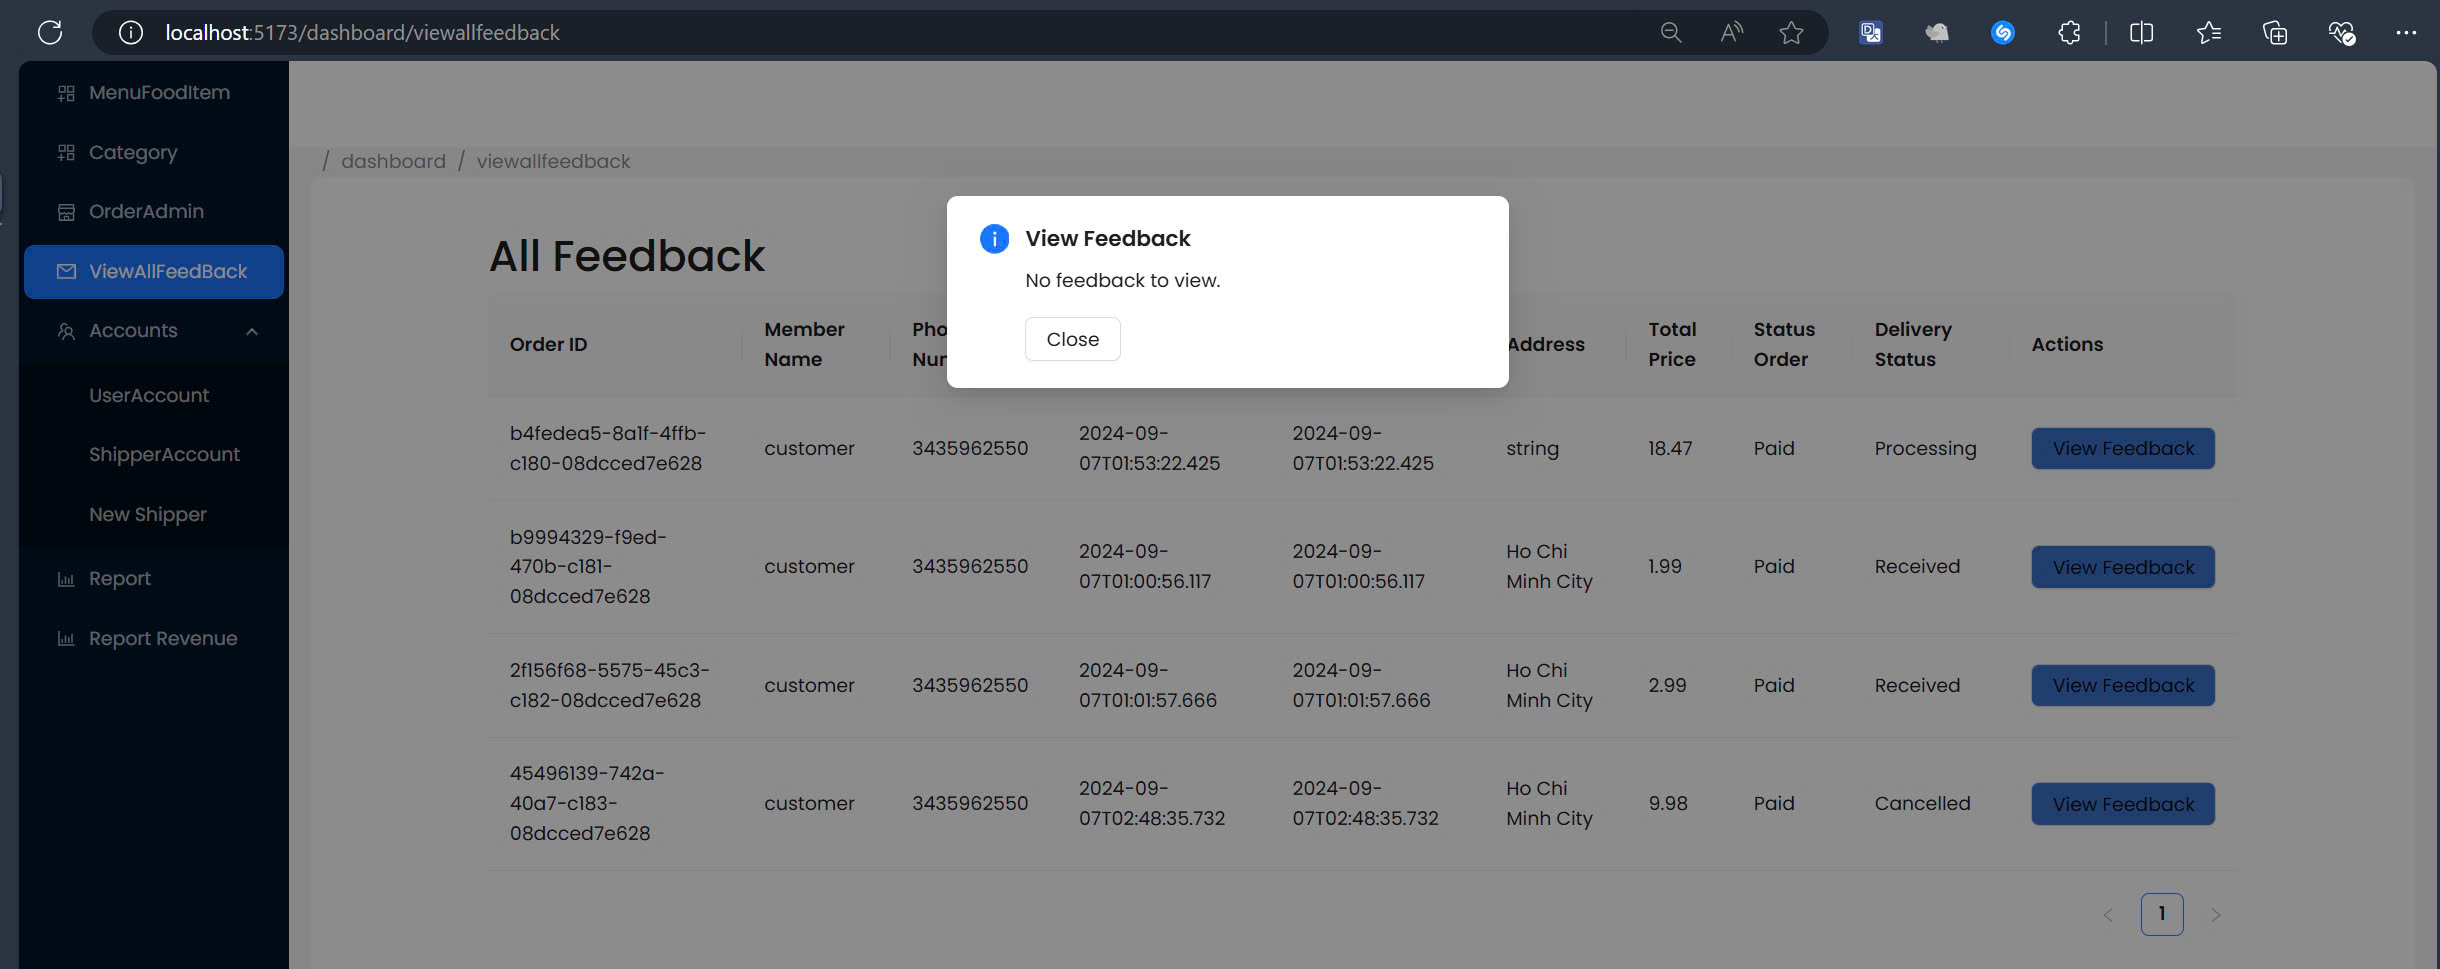 localhost:5173/dashboard/viewallfeedback
MenuFoodItem
Category
OrderAdmin
ViewAllFeedBack
Accounts
UserAccount
ShipperAccount
New Shipper
Report
Report Revenue
/ dashboard / viewallfeedback
All Feedback
View Feedback
No feedback to view.
Close
Order ID
Member
Name
Pho
Nur
Address
Total
Price
Status
Order
Delivery
Status
Actions
b4fedea5-8a1f-4ffb-
c180-08dcced7e628
customer
3435962550
2024-09-
07T01:53:22.425
2024-09-
07T01:53:22.425
string
18.47
Paid
Processing
View Feedback
b9994329-f9ed-
470b-c181-
08dcced7e628
customer
3435962550
2024-09-
07T01:00:56.117
2024-09-
07T01:00:56.117
Ho Chi
Minh City
1.99
Paid
Received
View Feedback
2f156f68-5575-45c3-
c182-08dcced7e628
customer
3435962550
2024-09-
07T01:01:57.666
2024-09-
07T01:01:57.666
Ho Chi
Minh City
2.99
Paid
Received
View Feedback
45496139-742a-
40a7-c183-
08dcced7e628
customer
3435962550
2024-09-
07T02:48:35.732
2024-09-
07T02:48:35.732
Ho Chi
Minh City
9.98
Paid
Cancelled
View Feedback
< 1 >